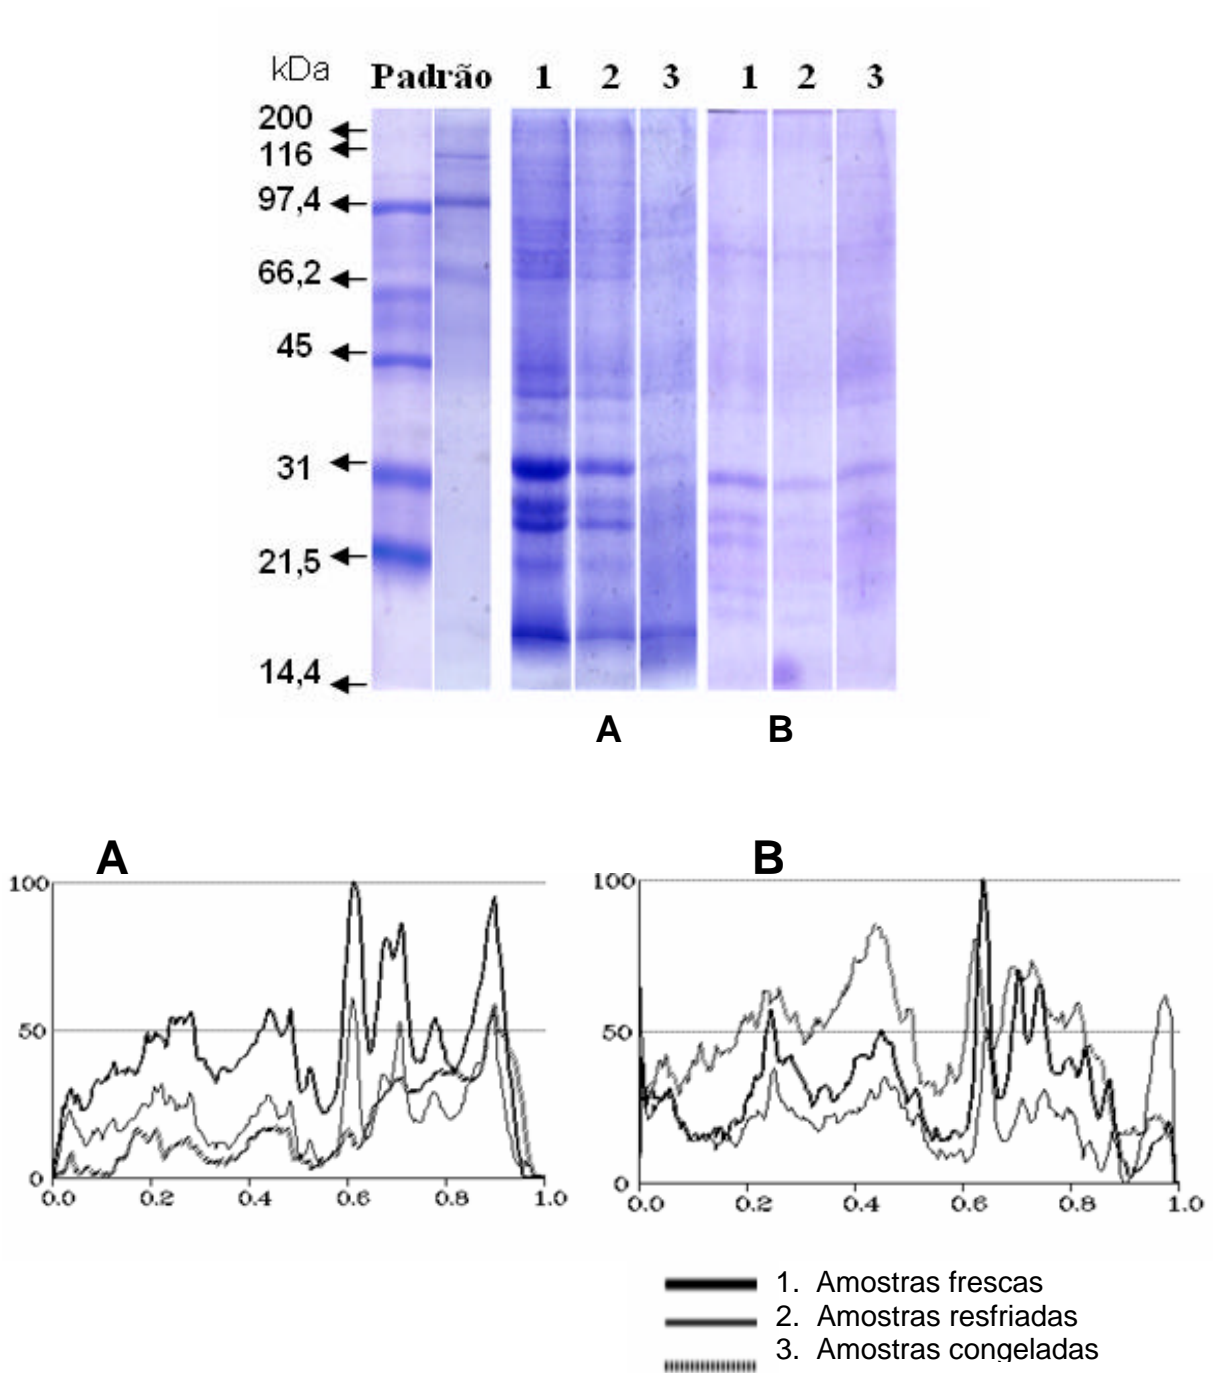 kDa Padrão 1 2 3 1 2 3
200
116
97,4
66,2
45
31
21,5
14,4
A B
A B
100 100
50 50
0 0
0.0 0.2 0.4 0.6 0.8 1.0 0.0 0.2 0.4 0.6 0.8 1.0
1. Amostras frescas
2. Amostras resfriadas
3. Amostras congeladas